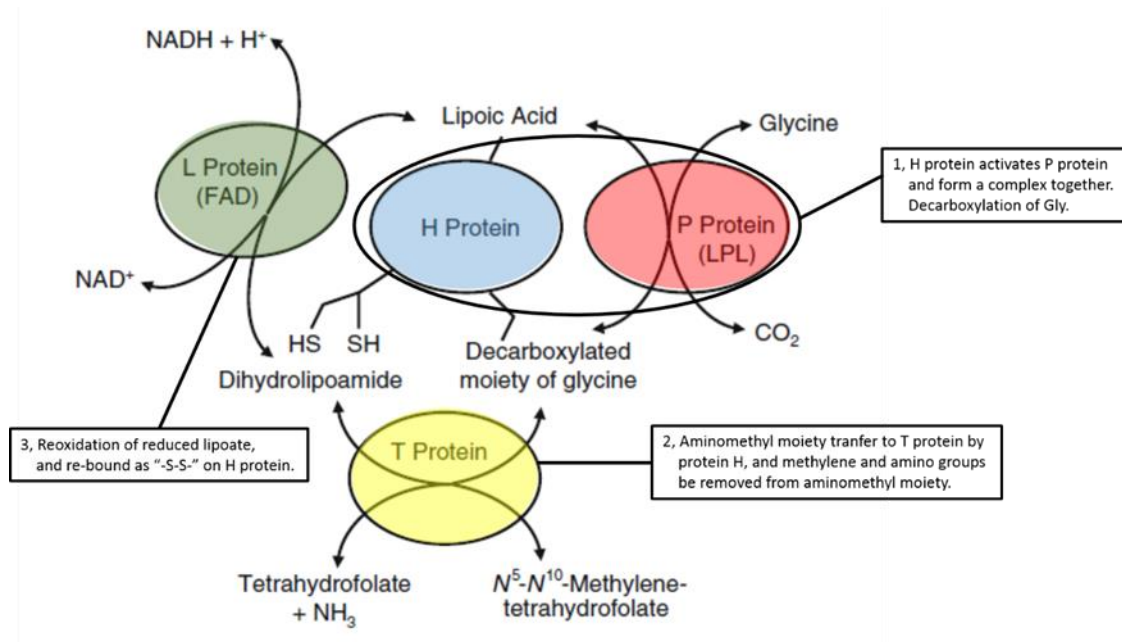 NADH + H⁺
Lipoic Acid
Glycine
L Protein
(FAD)
H Protein
P Protein
(LPL)
1, H protein activates P protein
and form a complex together.
Decarboxylation of Gly.
NAD⁺
HS SH
Dihydrolipoamide
Decarboxylated
moiety of glycine
CO₂
3, Reoxidation of reduced lipoate,
and re-bound as “-S-S-” on H protein.
T Protein
2, Aminomethyl moiety tranfer to T protein by
protein H, and methylene and amino groups
be removed from aminomethyl moiety.
Tetrahydrofolate
+ NH₃
N⁵-N¹⁰-Methylene-
tetrahydrofolate